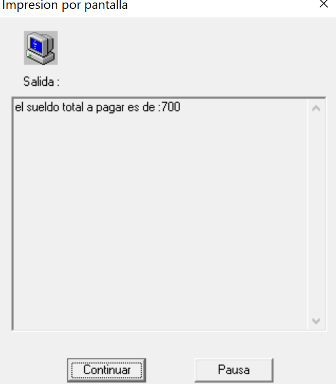 Impresion por pantalla
Salida :
el sueldo total a pagar es de :700
Continuar
Pausa